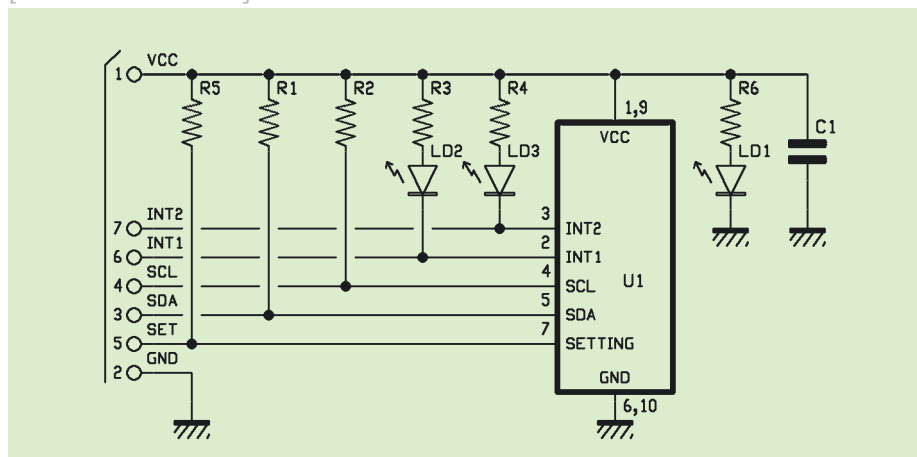 VCC
1
R5
R1
R2
R3
R4
R6
1,9
VCC
C1
LD2
LD3
LD1
INT2
7
3
INT2
INT1
6
2
INT1
SCL
4
4
SCL
U1
SDA
3
5
SDA
SET
5
7
SETTING
GND
2
GND
6,10